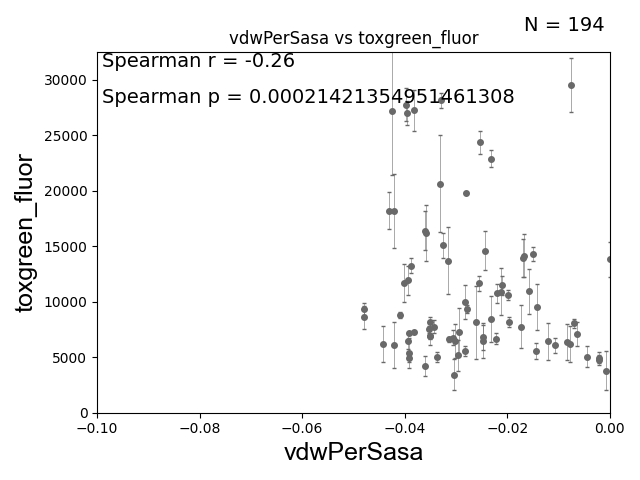 N = 194
vdwPerSasa vs toxgreen_fluor
Spearman r = -0.26
Spearman p = 0.00021421354951461308
30000
25000
20000
15000
10000
5000
0
toxgreen_fluor
−0.10 −0.08 −0.06 −0.04 −0.02 0.00
vdwPerSasa